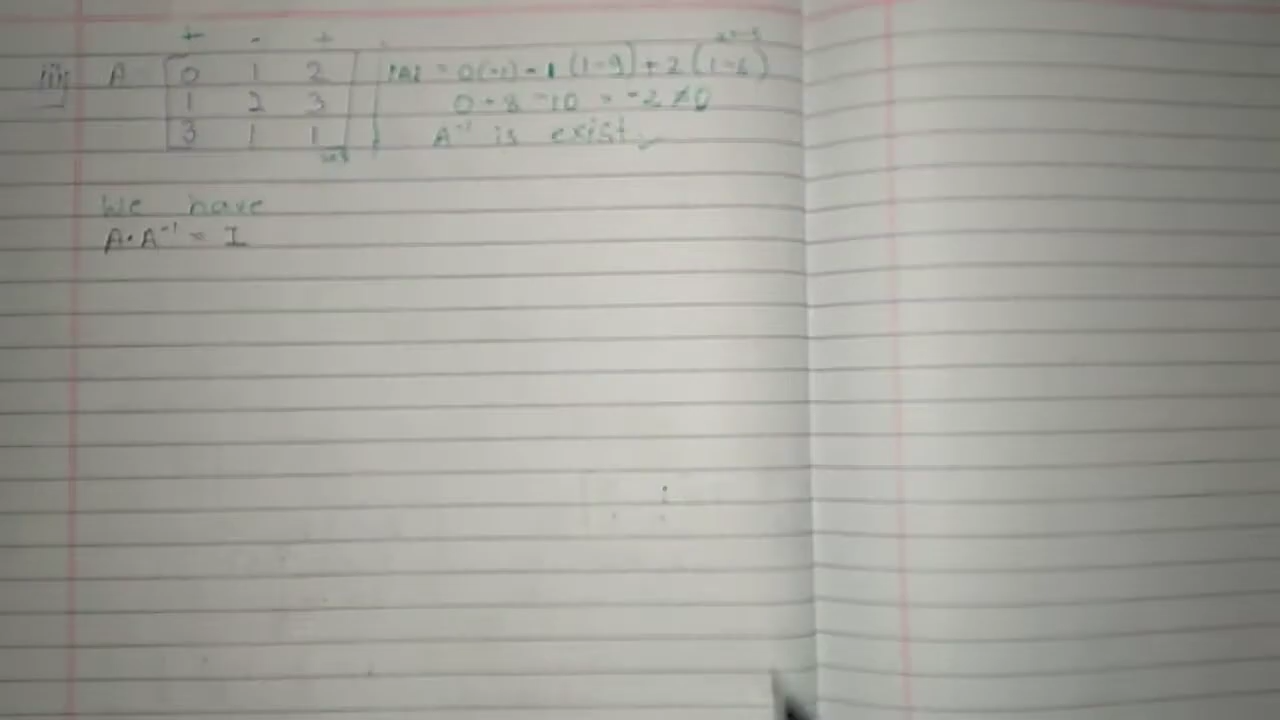 + - +
iii) A 0 1 2 |A| = 0(-1) - 1 (1-9) + 2 (1-6)
1 2 3 0 + 8 - 10 = -2 ≠ 0
3 1 1 A⁻¹ is exist
We have
A·A⁻¹ = I